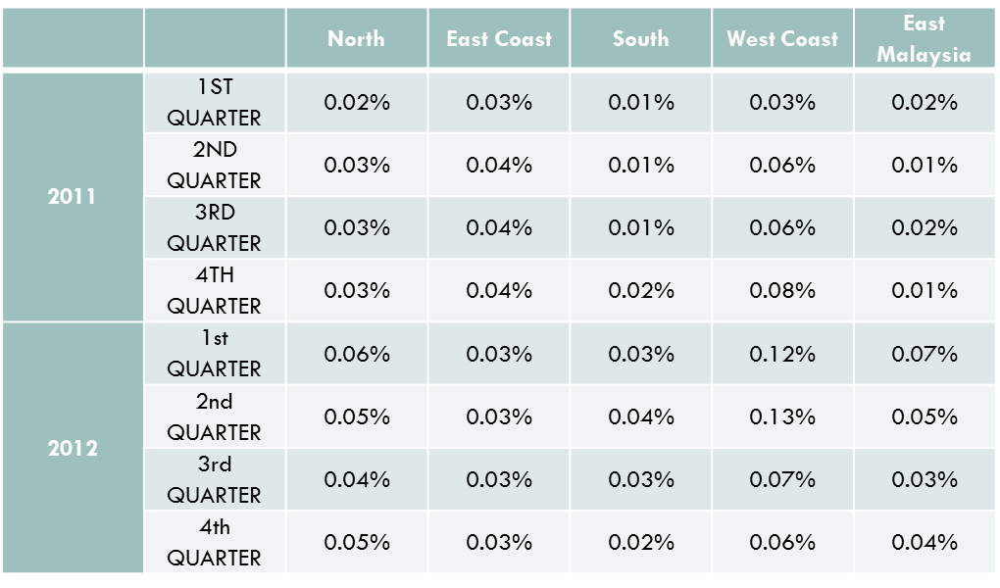 North East Coast South West Coast East Malaysia
2011
1ST QUARTER 0.02% 0.03% 0.01% 0.03% 0.02%
2ND QUARTER 0.03% 0.04% 0.01% 0.06% 0.01%
3RD QUARTER 0.03% 0.04% 0.01% 0.06% 0.02%
4TH QUARTER 0.03% 0.04% 0.02% 0.08% 0.01%
2012
1st QUARTER 0.06% 0.03% 0.03% 0.12% 0.07%
2nd QUARTER 0.05% 0.03% 0.04% 0.13% 0.05%
3rd QUARTER 0.04% 0.03% 0.03% 0.07% 0.03%
4th QUARTER 0.05% 0.03% 0.02% 0.06% 0.04%